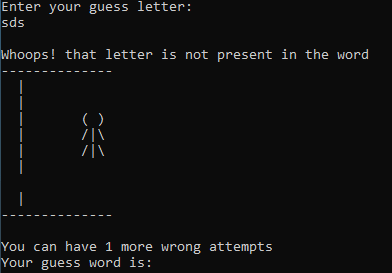 Enter your guess letter:
sds
Whoops! that letter is not present in the word
--------------
  |
  |
  |       ( )
  |       /|\
  |       /|\
  |
  |
--------------
You can have 1 more wrong attempts
Your guess word is: